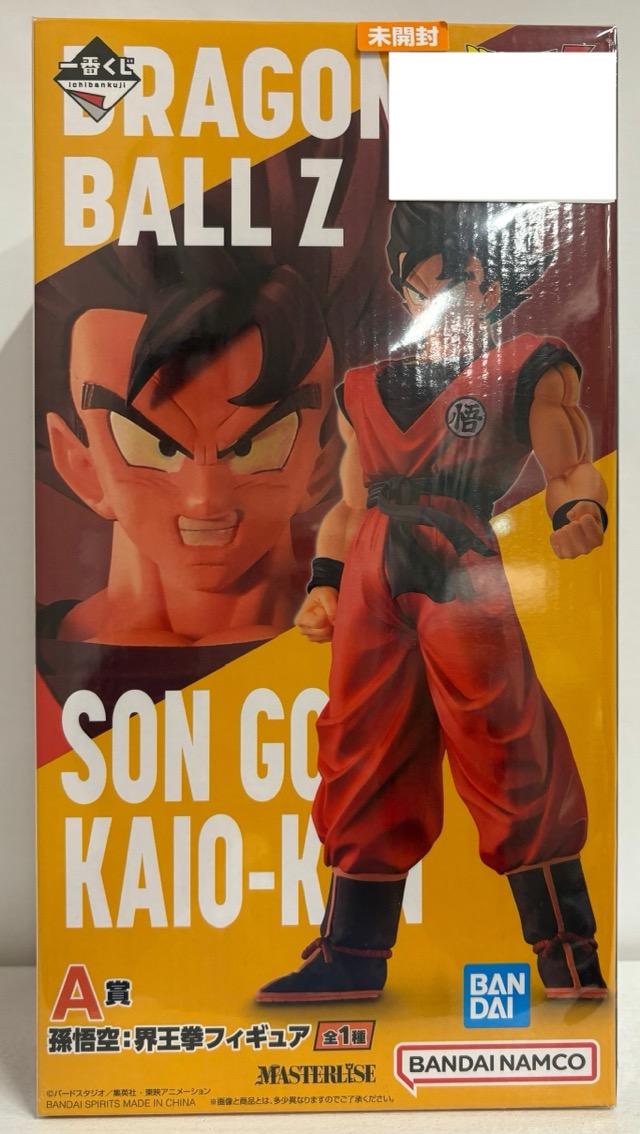 未開封
一番くじ
ichibankuji
DRAGON
BALL Z
悟
SON GO
KAIO-K N
A賞
孫悟空:界王拳フィギュア 全1種
BAN
DAI
BANDAI NAMCO
MASTERLISE
©バードスタジオ/集英社・東映アニメーション
BANDAI SPIRITS MADE IN CHINA ※画像と商品とは、多少異なりますのでご了承ください。